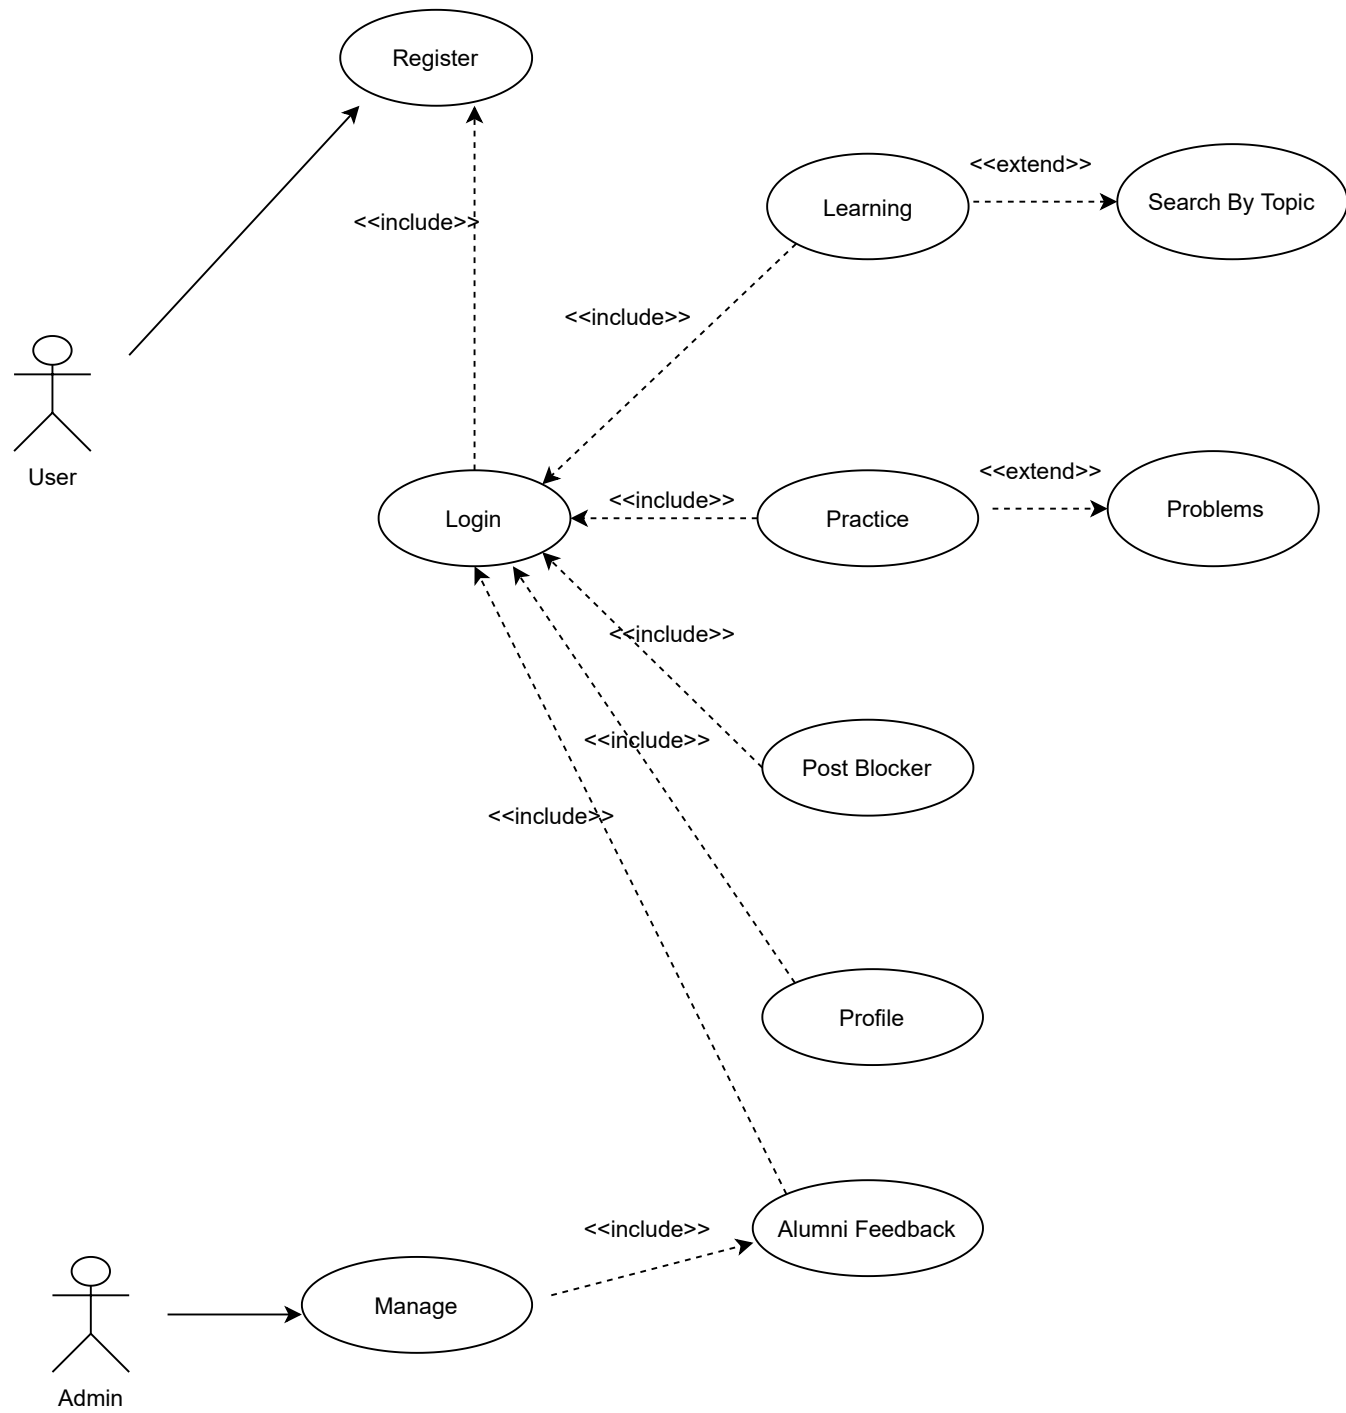 Register
<<extend>>
Learning
Search By Topic
<<include>>
<<include>>
User
<<extend>>
<<include>>
Login
Practice
Problems
<<include>>
<<include>>
Post Blocker
<<include>>
Profile
<<include>>
Alumni Feedback
Manage
Admin